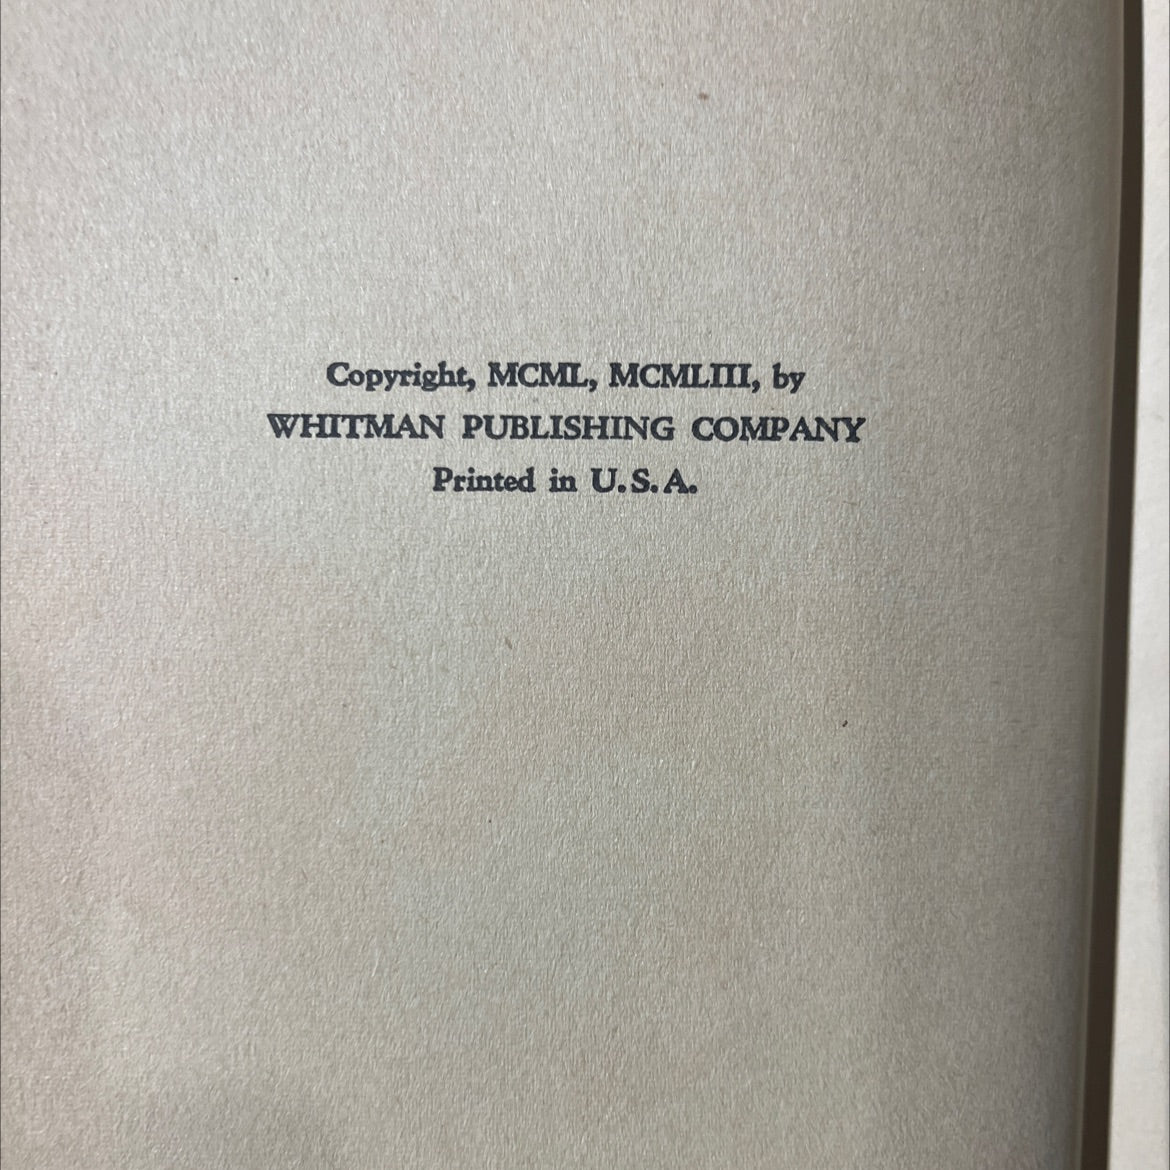 Copyright, MCML, MCMLIII, by
WHITMAN PUBLISHING COMPANY
Printed in U.S.A.